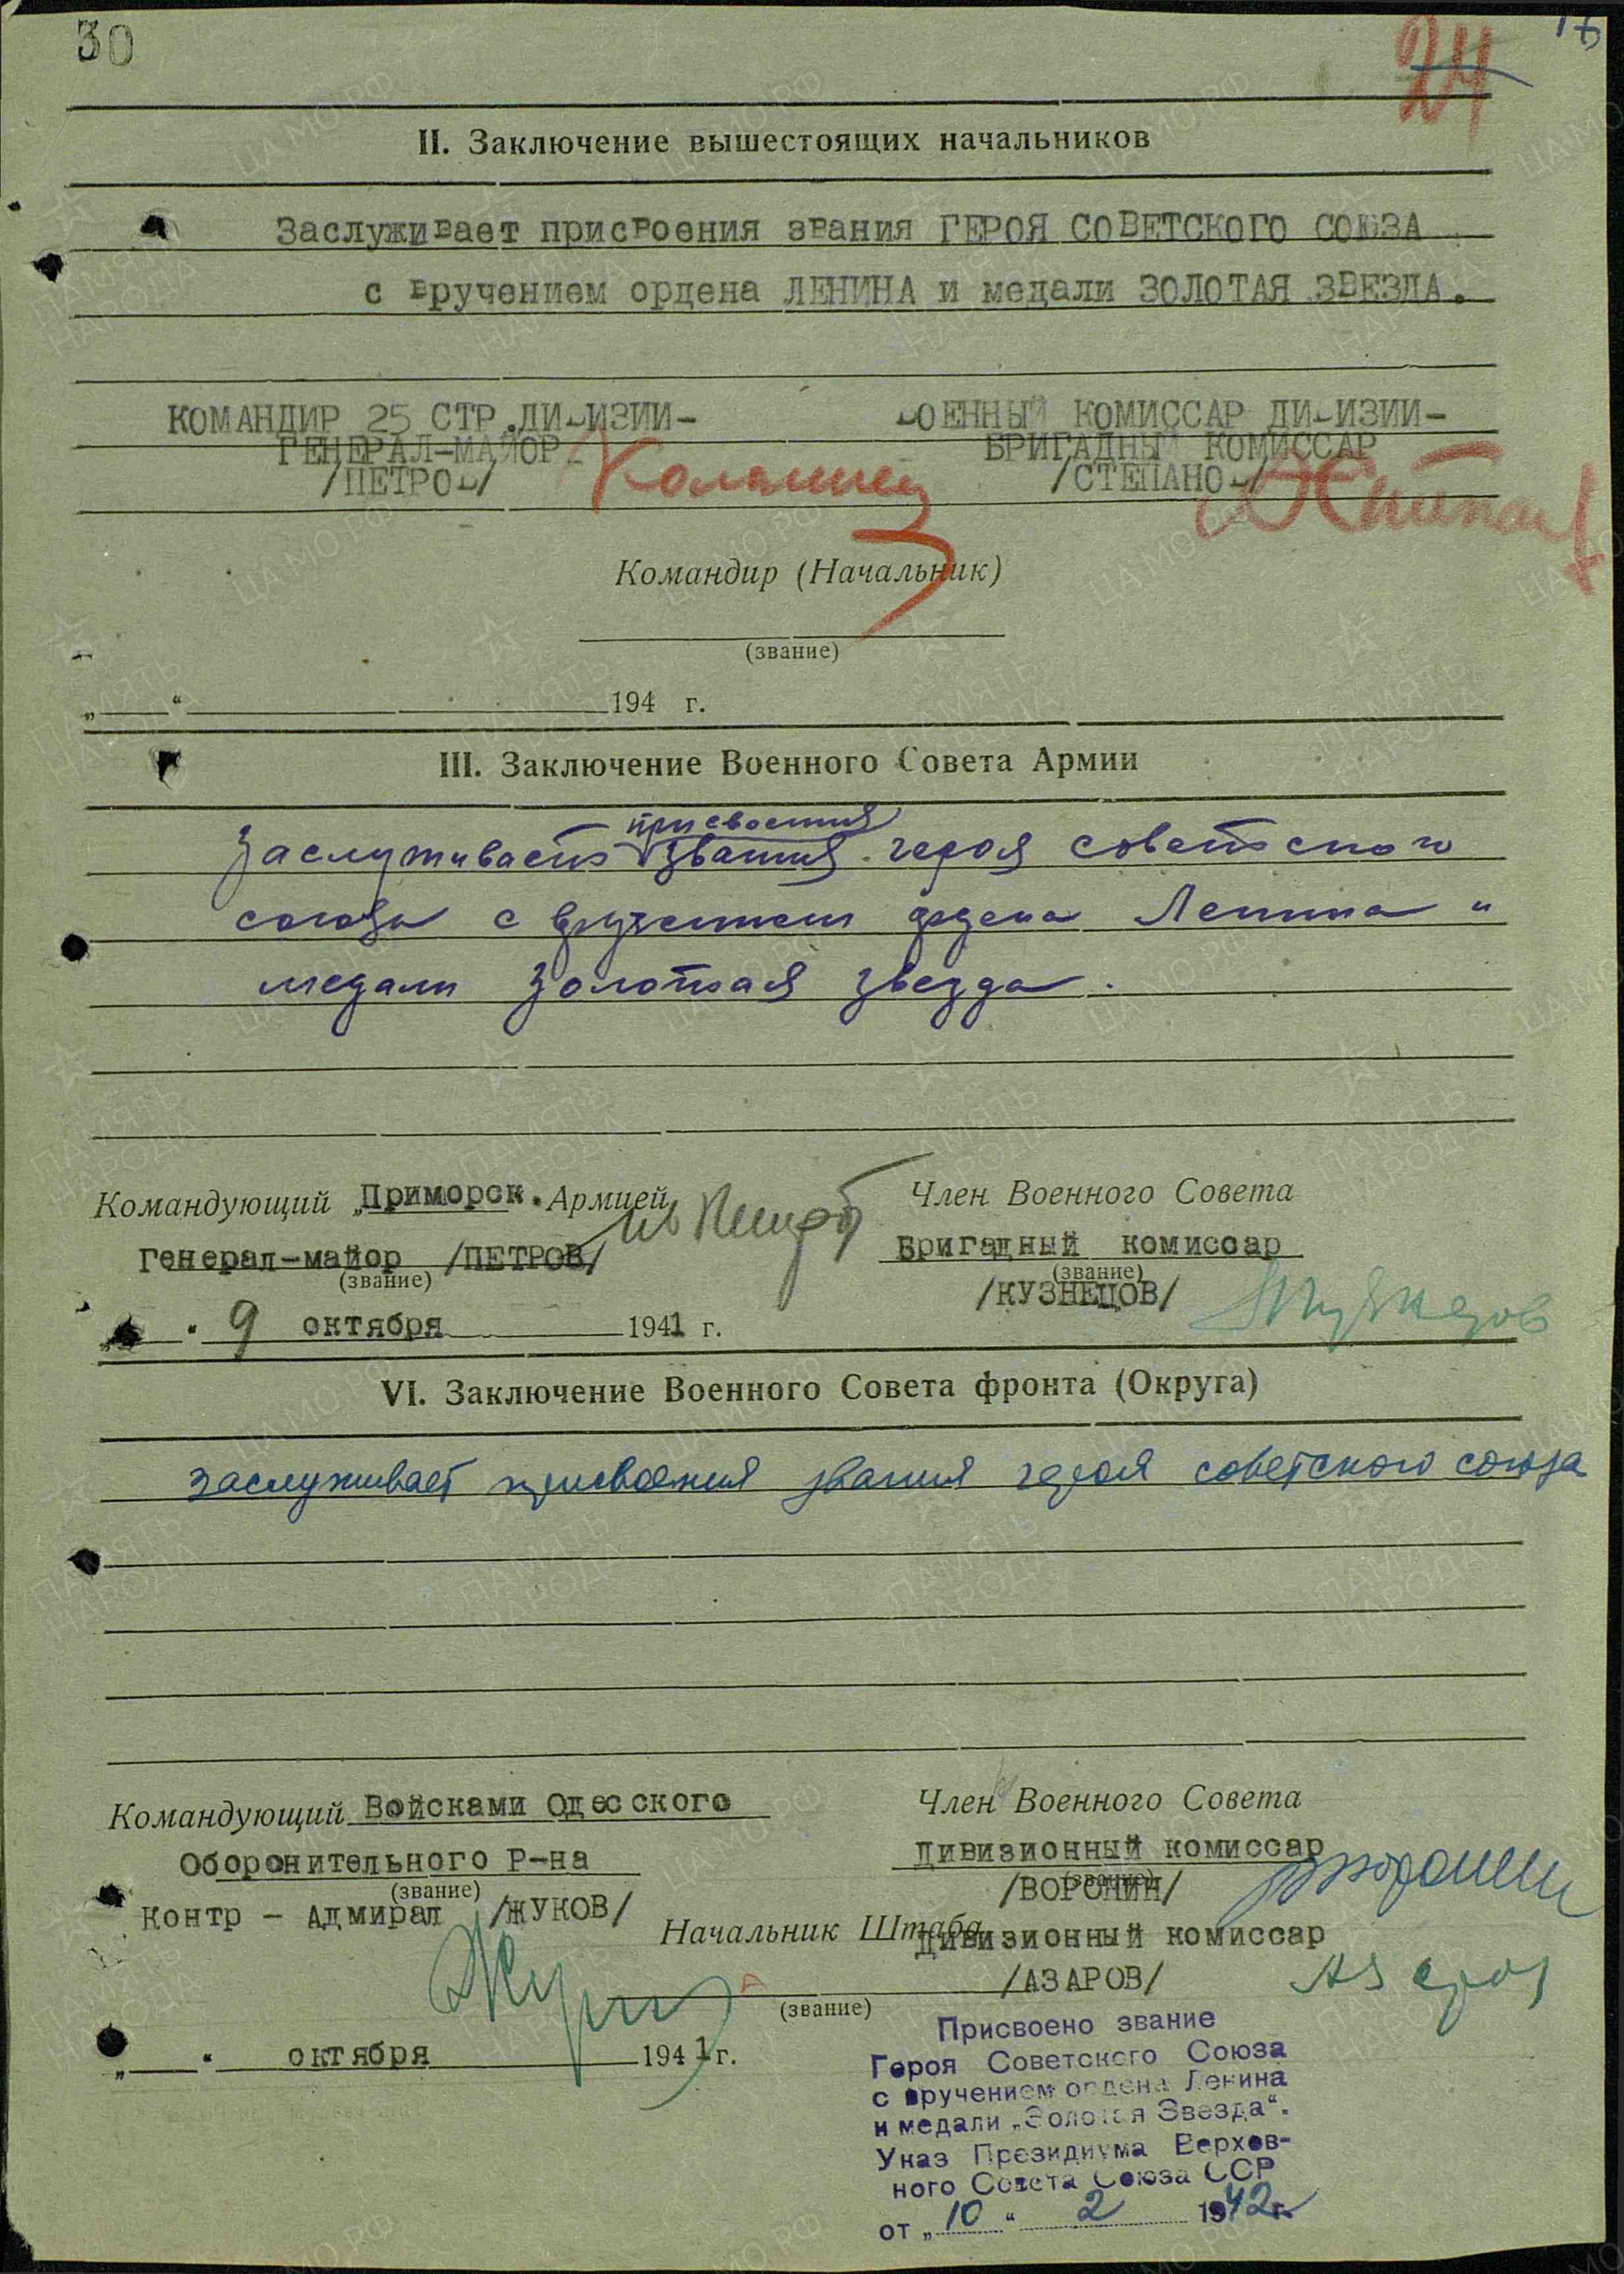 30
24
II. Заключение вышестоящих начальников
Заслуживает присвоения звания ГЕРОЯ СОВЕТСКОГО СОЮЗА
с вручением ордена ЛЕНИНА и медали ЗОЛОТАЯ ЗВЕЗДА.
КОМАНДИР 25 СТР.ДИВИЗИИ- ВОЕННЫЙ КОМИССАР ДИВИЗИИ-
ГЕНЕРАЛ-МАЙОР БРИГАДНЫЙ КОМИССАР
/ПЕТРОВ/ /СТЕПАНОВ/
Командир (Начальник)
(звание)
„ “ 194 г.
III. Заключение Военного Совета Армии
присвоения
Заслуживает звания героя советского
союза с вручением ордена Ленина и
медали Золотая звезда.
Командующий „Приморск. Армией Член Военного Совета
Генерал-майор /ПЕТРОВ/ Бригадный комиссар
(звание) (звание)
/КУЗНЕЦОВ/
“ 9 октября 1941 г.
VI. Заключение Военного Совета фронта (Округа)
заслуживает присвоения звания героя советского союза
Командующий Войсками Одесского Член Военного Совета
Оборонительного Р-на Дивизионный комиссар
(звание) (звание)
Контр - Адмирал /ЖУКОВ/ /ВОРОНИН/
Начальник Штаба Дивизионный комиссар
/АЗАРОВ/
(звание)
„ “ октября 1941 г.
Присвоено звание
Героя Советского Союза
с вручением ордена Ленина
и медали „Золотая Звезда“.
Указ Президиума Верхов-
ного Совета Союза ССР
от „10“ 2 1942 г.